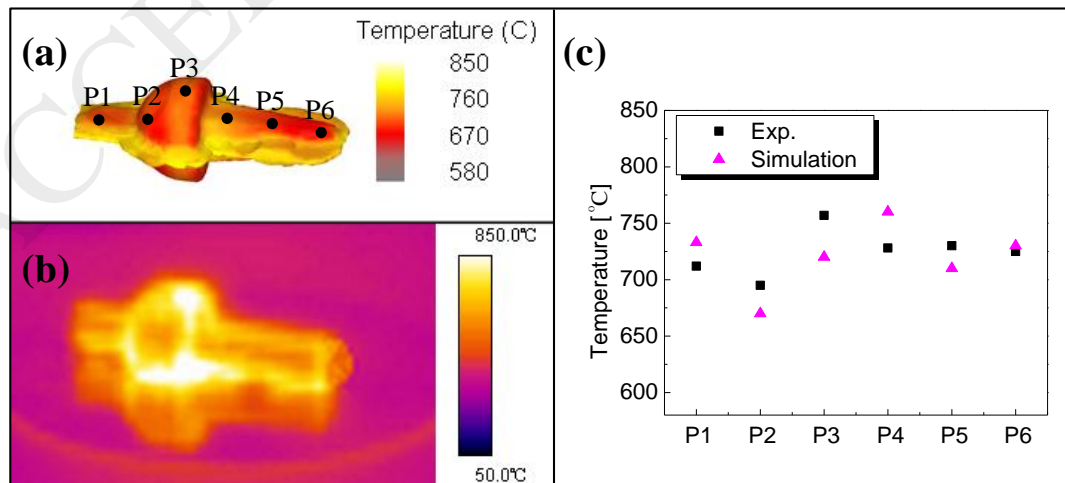 (a)
Temperature (C)
850
760
670
580
P1
P2
P3
P4
P5
P6
(b)
850.0℃
50.0℃
(c)
Temperature [°C]
850
800
750
700
650
600
Exp.
Simulation
P1 P2 P3 P4 P5 P6